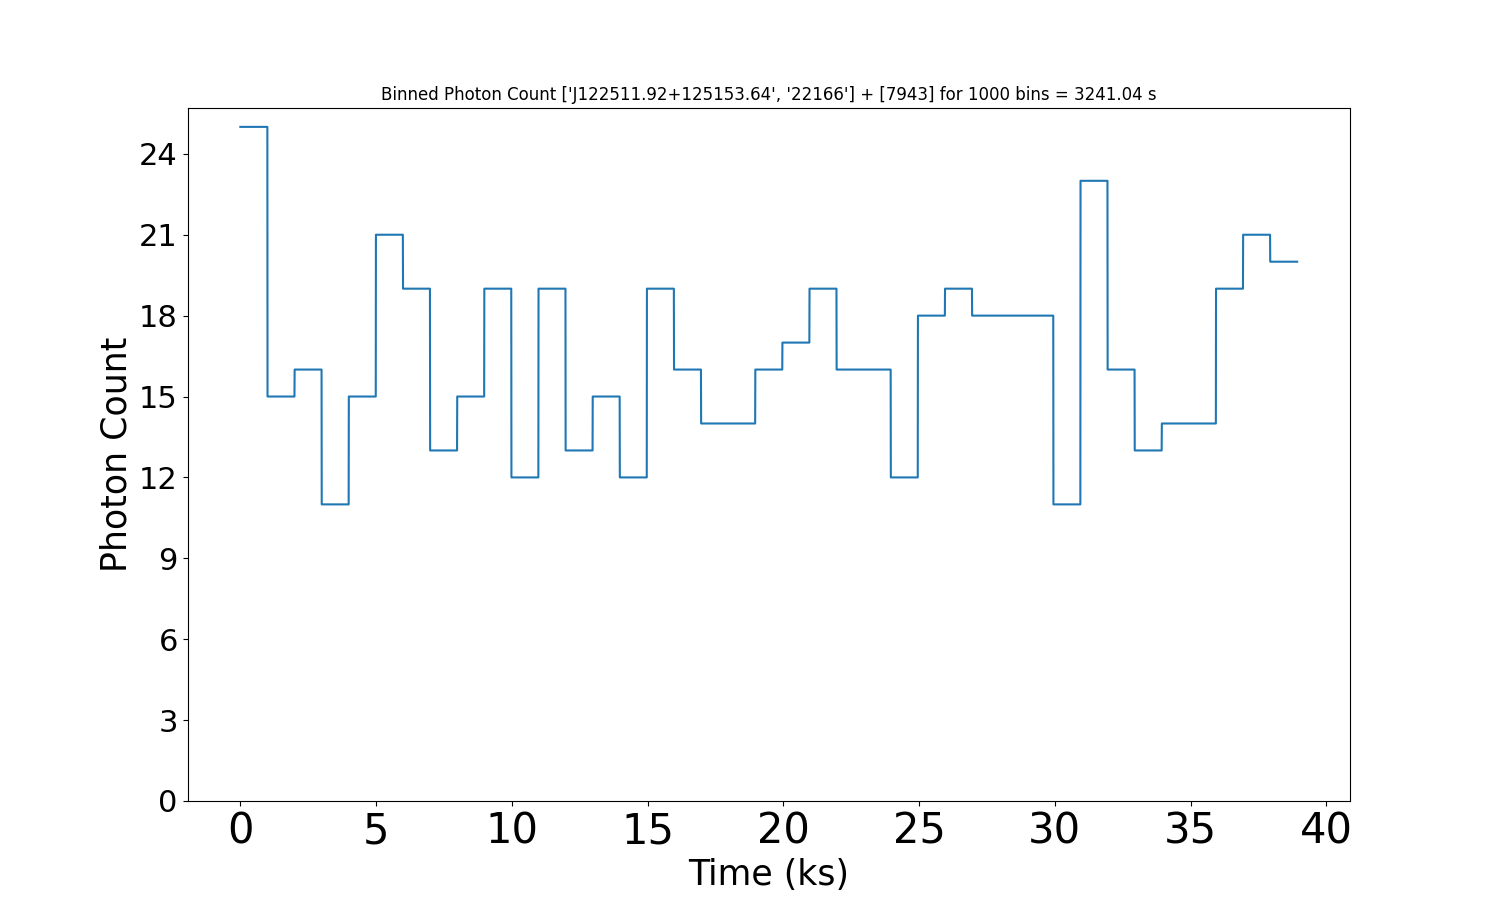 Binned Photon Count ['J122511.92+125153.64', '22166'] + [7943] for 1000 bins = 3241.04 s
24
21
18
15
12
9
6
3
0
Photon Count
0 5 10 15 20 25 30 35 40
Time (ks)